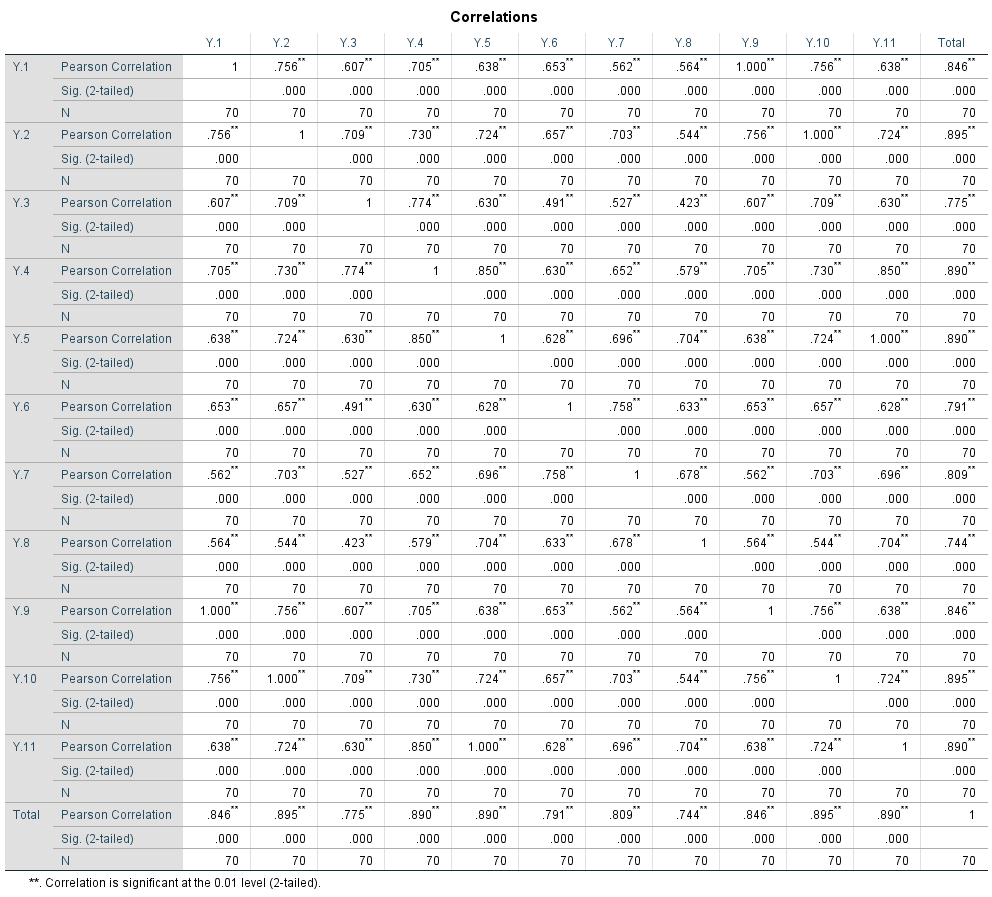 Correlations
Y.1 Y.2 Y.3 Y.4 Y.5 Y.6 Y.7 Y.8 Y.9 Y.10 Y.11 Total
Y.1 Pearson Correlation 1 .756** .607** .705** .638** .653** .562** .564** 1.000** .756** .638** .846**
Sig. (2-tailed) .000 .000 .000 .000 .000 .000 .000 .000 .000 .000 .000
N 70 70 70 70 70 70 70 70 70 70 70 70
Y.2 Pearson Correlation .756** 1 .709** .730** .724** .657** .703** .544** .756** 1.000** .724** .895**
Sig. (2-tailed) .000 .000 .000 .000 .000 .000 .000 .000 .000 .000 .000
N 70 70 70 70 70 70 70 70 70 70 70 70
Y.3 Pearson Correlation .607** .709** 1 .774** .630** .491** .527** .423** .607** .709** .630** .775**
Sig. (2-tailed) .000 .000 .000 .000 .000 .000 .000 .000 .000 .000 .000
N 70 70 70 70 70 70 70 70 70 70 70 70
Y.4 Pearson Correlation .705** .730** .774** 1 .850** .630** .652** .579** .705** .730** .850** .890**
Sig. (2-tailed) .000 .000 .000 .000 .000 .000 .000 .000 .000 .000 .000
N 70 70 70 70 70 70 70 70 70 70 70 70
Y.5 Pearson Correlation .638** .724** .630** .850** 1 .628** .696** .704** .638** .724** 1.000** .890**
Sig. (2-tailed) .000 .000 .000 .000 .000 .000 .000 .000 .000 .000 .000
N 70 70 70 70 70 70 70 70 70 70 70 70
Y.6 Pearson Correlation .653** .657** .491** .630** .628** 1 .758** .633** .653** .657** .628** .791**
Sig. (2-tailed) .000 .000 .000 .000 .000 .000 .000 .000 .000 .000 .000
N 70 70 70 70 70 70 70 70 70 70 70 70
Y.7 Pearson Correlation .562** .703** .527** .652** .696** .758** 1 .678** .562** .703** .696** .809**
Sig. (2-tailed) .000 .000 .000 .000 .000 .000 .000 .000 .000 .000 .000
N 70 70 70 70 70 70 70 70 70 70 70 70
Y.8 Pearson Correlation .564** .544** .423** .579** .704** .633** .678** 1 .564** .544** .704** .744**
Sig. (2-tailed) .000 .000 .000 .000 .000 .000 .000 .000 .000 .000 .000
N 70 70 70 70 70 70 70 70 70 70 70 70
Y.9 Pearson Correlation 1.000** .756** .607** .705** .638** .653** .562** .564** 1 .756** .638** .846**
Sig. (2-tailed) .000 .000 .000 .000 .000 .000 .000 .000 .000 .000 .000
N 70 70 70 70 70 70 70 70 70 70 70 70
Y.10 Pearson Correlation .756** 1.000** .709** .730** .724** .657** .703** .544** .756** 1 .724** .895**
Sig. (2-tailed) .000 .000 .000 .000 .000 .000 .000 .000 .000 .000 .000
N 70 70 70 70 70 70 70 70 70 70 70 70
Y.11 Pearson Correlation .638** .724** .630** .850** 1.000** .628** .696** .704** .638** .724** 1 .890**
Sig. (2-tailed) .000 .000 .000 .000 .000 .000 .000 .000 .000 .000 .000
N 70 70 70 70 70 70 70 70 70 70 70 70
Total Pearson Correlation .846** .895** .775** .890** .890** .791** .809** .744** .846** .895** .890** 1
Sig. (2-tailed) .000 .000 .000 .000 .000 .000 .000 .000 .000 .000 .000
N 70 70 70 70 70 70 70 70 70 70 70 70
**. Correlation is significant at the 0.01 level (2-tailed).